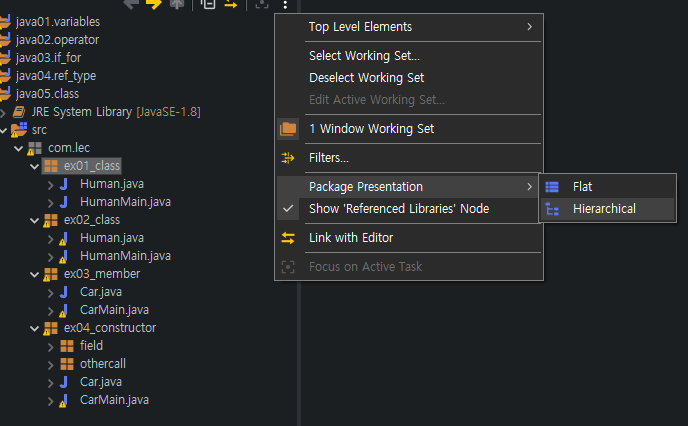 java01.variables
java02.operator
java03.if_for
java04.ref_type
java05.class
JRE System Library [JavaSE-1.8]
src
com.lec
ex01_class
Human.java
HumanMain.java
ex02_class
Human.java
HumanMain.java
ex03_member
Car.java
CarMain.java
ex04_constructor
field
othercall
Car.java
CarMain.java
Top Level Elements
Select Working Set...
Deselect Working Set
Edit Active Working Set...
1 Window Working Set
Filters...
Package Presentation
Show 'Referenced Libraries' Node
Link with Editor
Focus on Active Task
Flat
Hierarchical